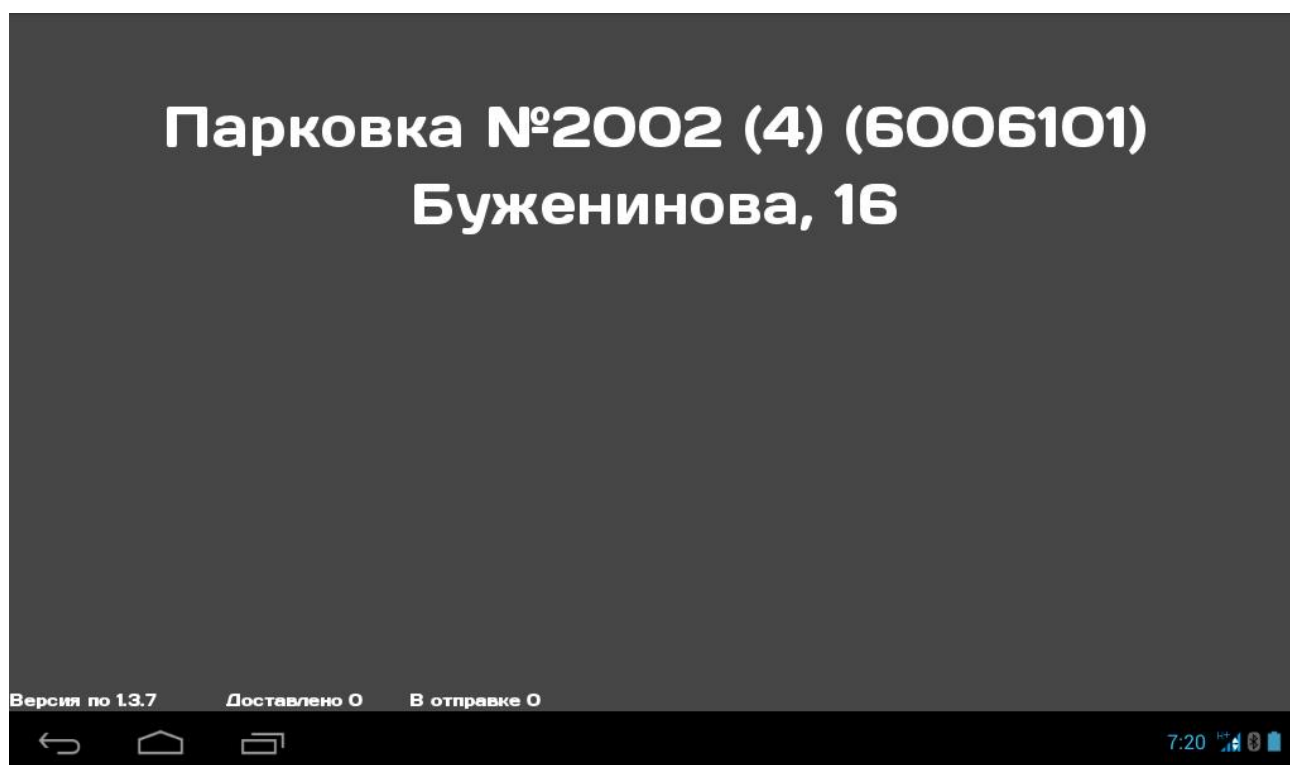 Парковка №2002 (4) (6006101)
Буженинова, 16
Версия по 1.3.7 Доставлено 0 В отправке 0
7:20 H+